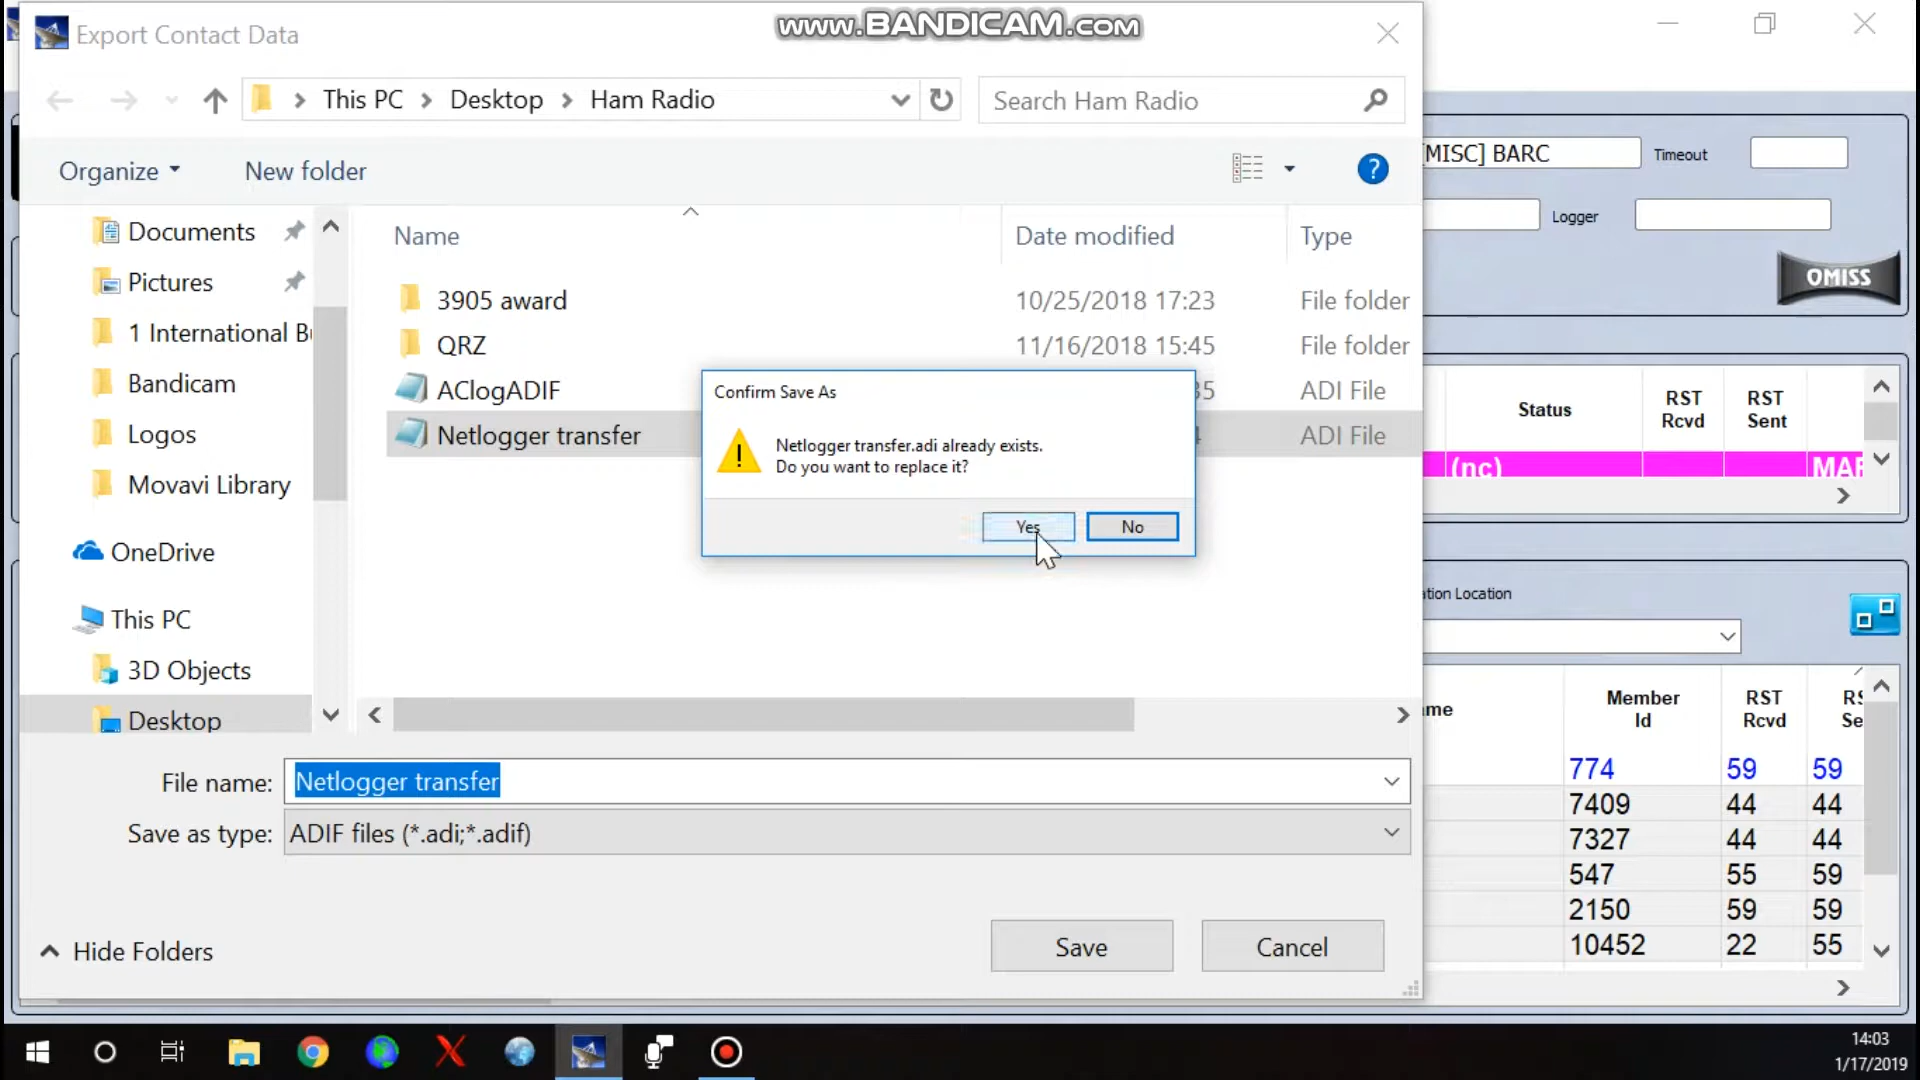 Export Contact Data
www.BANDICAM.com
This PC > Desktop > Ham Radio
Search Ham Radio
Organize
New folder
?
Documents
Pictures
1 International
Bandicam
Logos
Movavi Library
OneDrive
This PC
3D Objects
Desktop
Name
Date modified
Type
3905 award
10/25/2018 17:23
File folder
QRZ
11/16/2018 15:45
File folder
AClogADIF
ADI File
Netlogger transfer
ADI File
Confirm Save As
Netlogger transfer.adi already exists.
Do you want to replace it?
Yes
No
File name:
Netlogger transfer
Save as type:
ADIF files (*.adi;*.adif)
Hide Folders
Save
Cancel
[MISC] BARC
Timeout
Logger
OMISS
Status
RST
Rcvd
RST
Sent
(nc)
Location
Member
Id
RST
Rcvd
774 59 59
7409 44 44
7327 44 44
547 55 59
2150 59 59
10452 22 55
14:03
1/17/2019